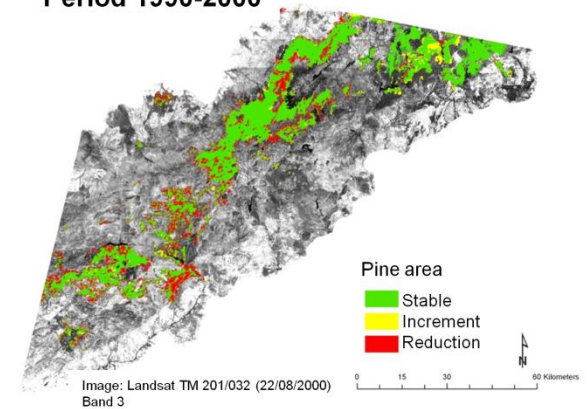 Period 1990-2000
Pine area
Stable
Increment
Reduction
N
0 15 30 60 Kilometers
Image: Landsat TM 201/032 (22/08/2000)
Band 3